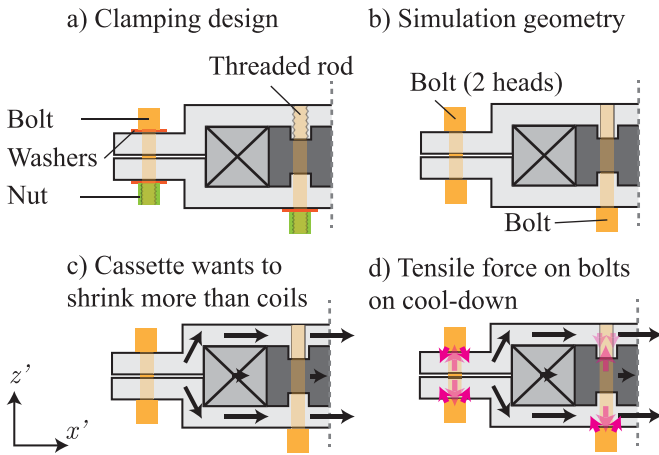 a) Clamping design
b) Simulation geometry
Threaded rod
Bolt
Washers
Nut
Bolt (2 heads)
Bolt
c) Cassette wants to
shrink more than coils
d) Tensile force on bolts
on cool-down
z'
x'